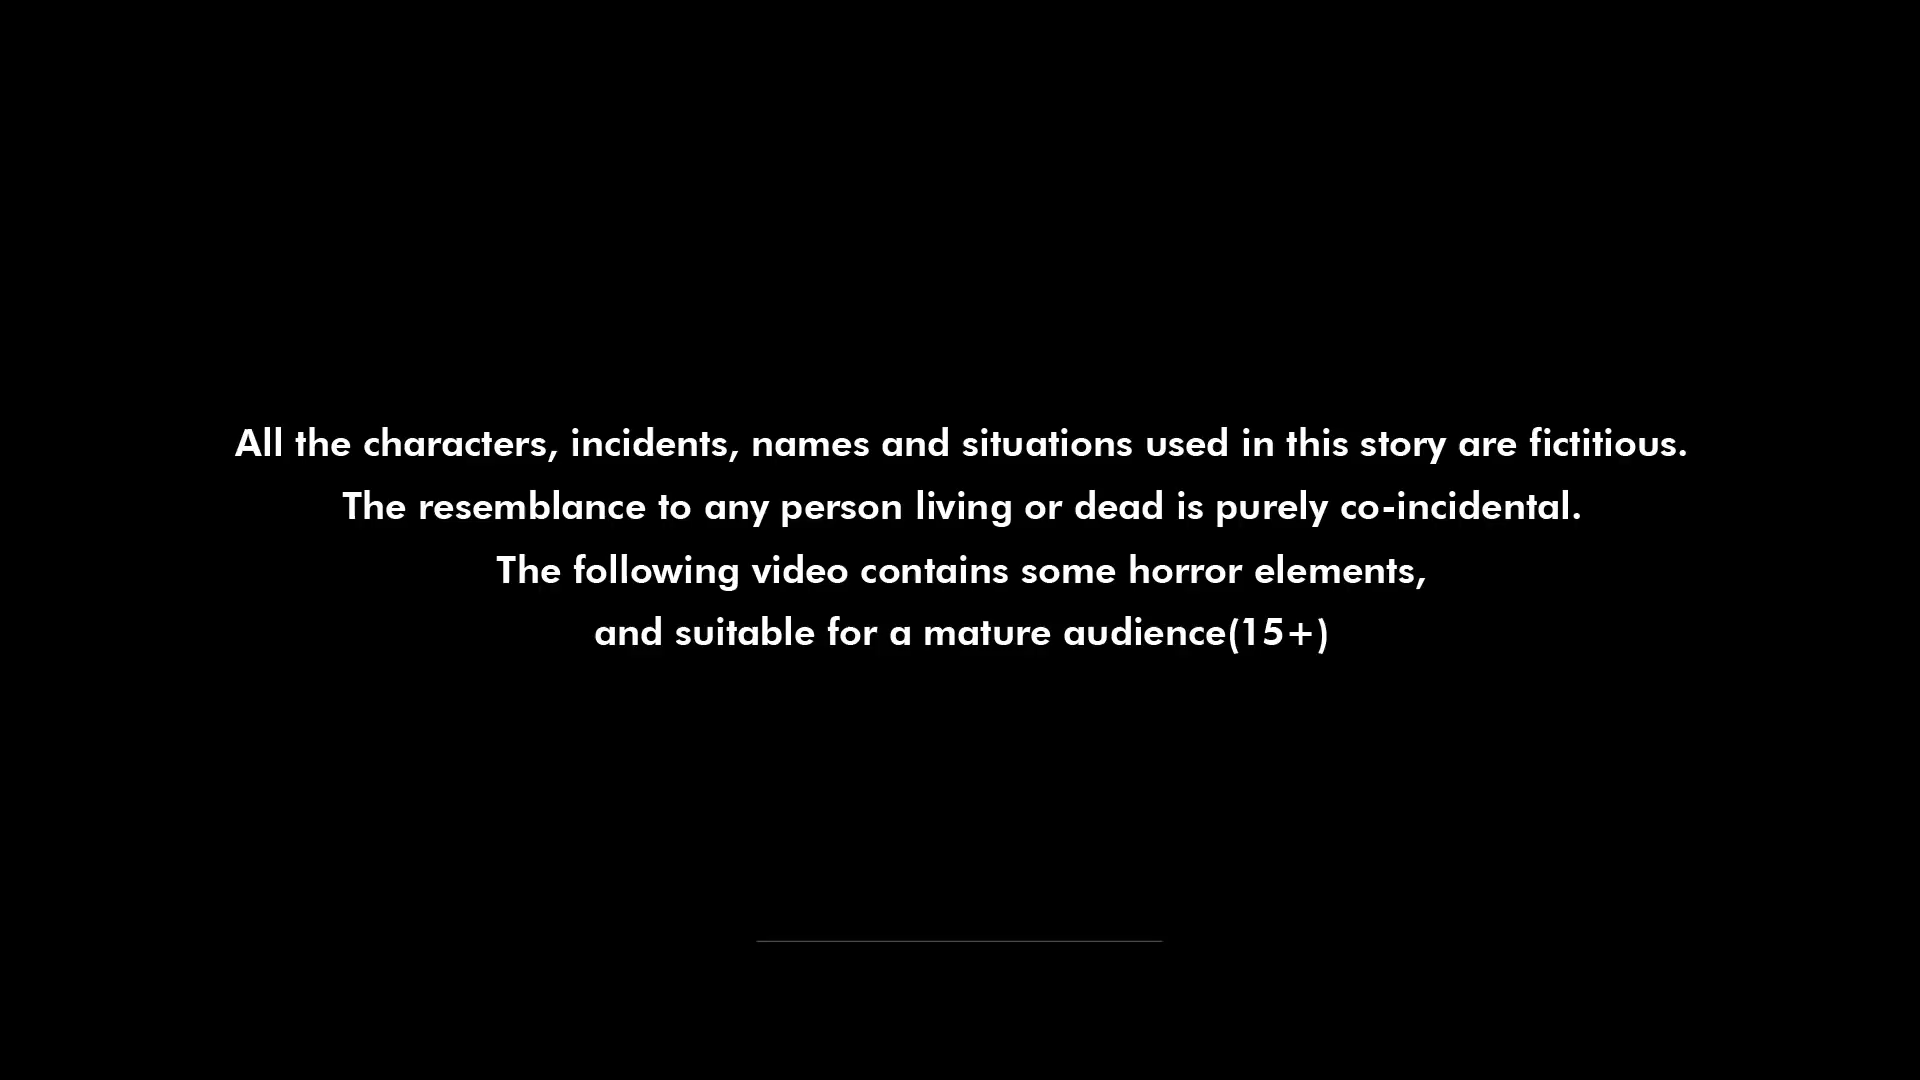 All the characters, incidents, names and situations used in this story are fictitious.
The resemblance to any person living or dead is purely co-incidental.
The following video contains some horror elements,
and suitable for a mature audience(15+)